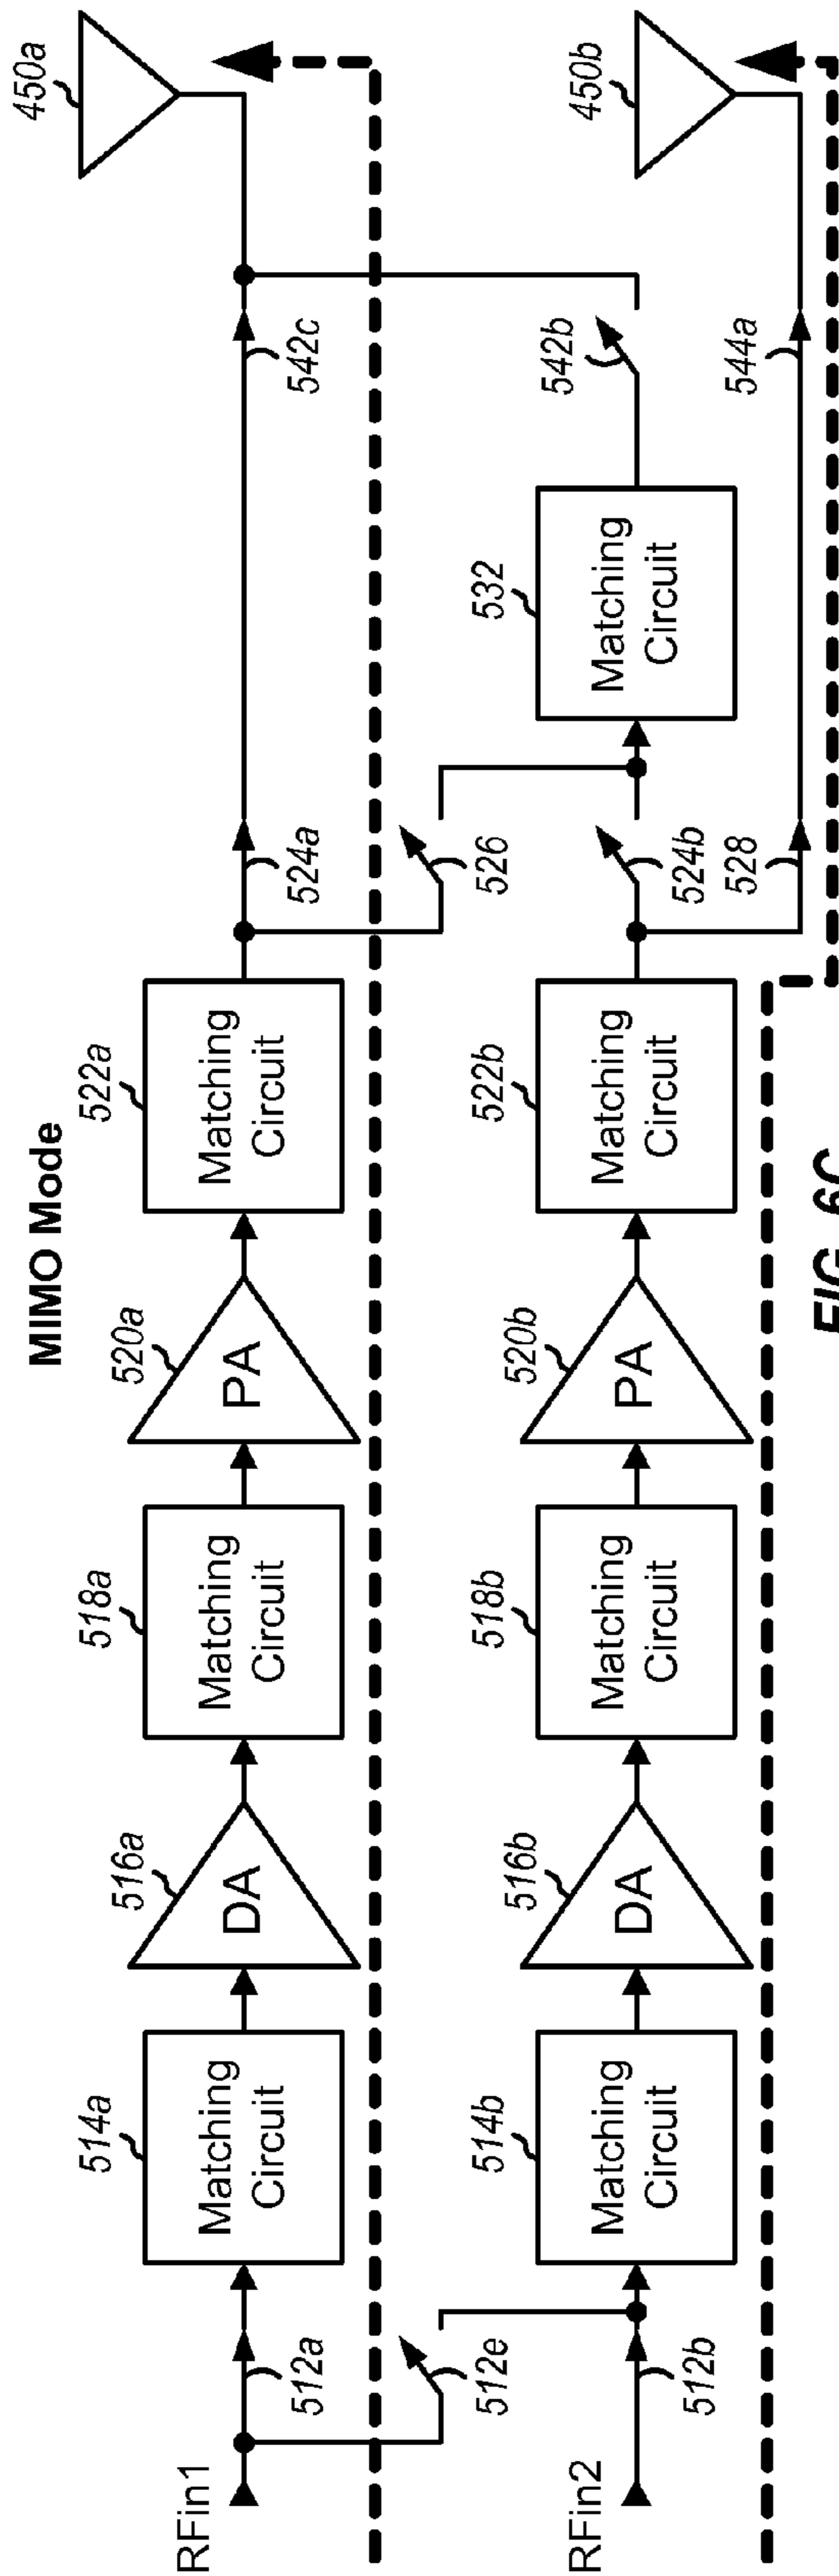 MIMO Mode
RFin1
512a
514a
Matching
Circuit
516a
DA
518a
Matching
Circuit
520a
PA
522a
Matching
Circuit
524a
542c
450a
512e
526
RFin2
512b
514b
Matching
Circuit
516b
DA
518b
Matching
Circuit
520b
PA
522b
Matching
Circuit
524b
528
532
Matching
Circuit
542b
544a
450b
FIG. 6C